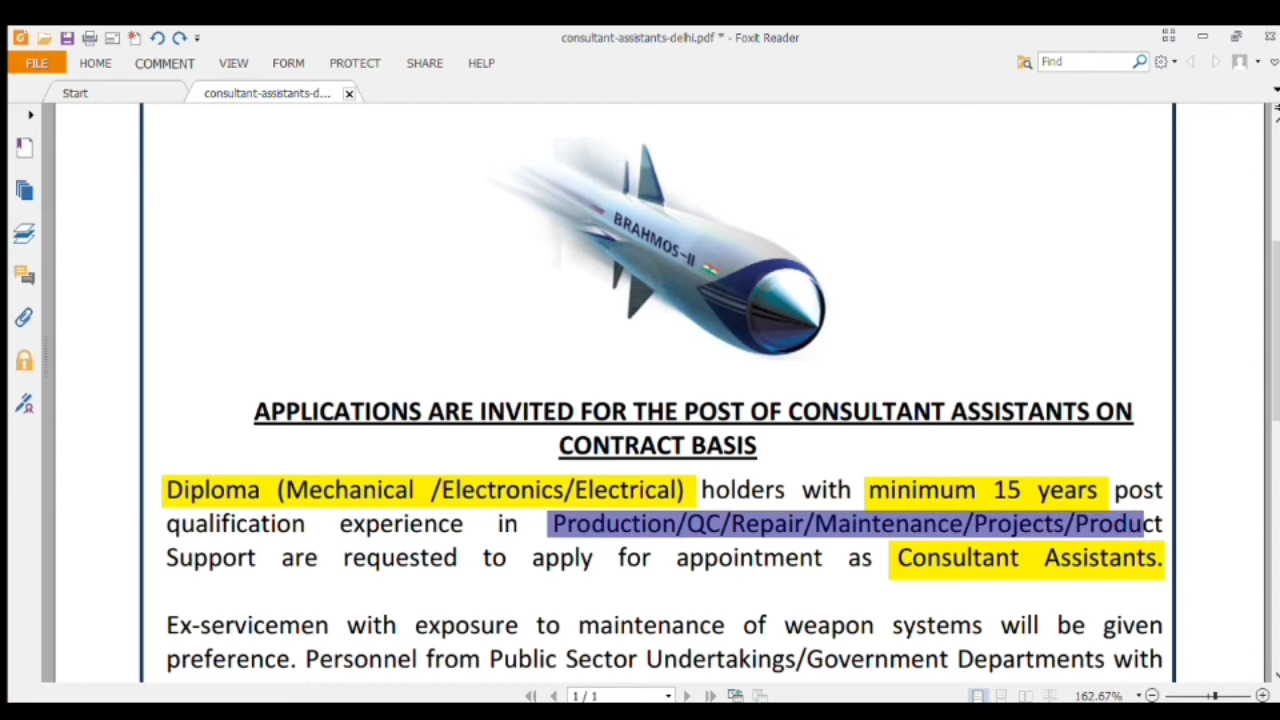 consultant-assistants-delhi.pdf * - Foxit Reader
FILE HOME COMMENT VIEW FORM PROTECT SHARE HELP Find
Start consultant-assistants-d...
BRAHMOS-II
APPLICATIONS ARE INVITED FOR THE POST OF CONSULTANT ASSISTANTS ON
CONTRACT BASIS
Diploma (Mechanical /Electronics/Electrical) holders with minimum 15 years post
qualification experience in Production/QC/Repair/Maintenance/Projects/Product
Support are requested to apply for appointment as Consultant Assistants.
Ex-servicemen with exposure to maintenance of weapon systems will be given
preference. Personnel from Public Sector Undertakings/Government Departments with
1 / 1 162.67%